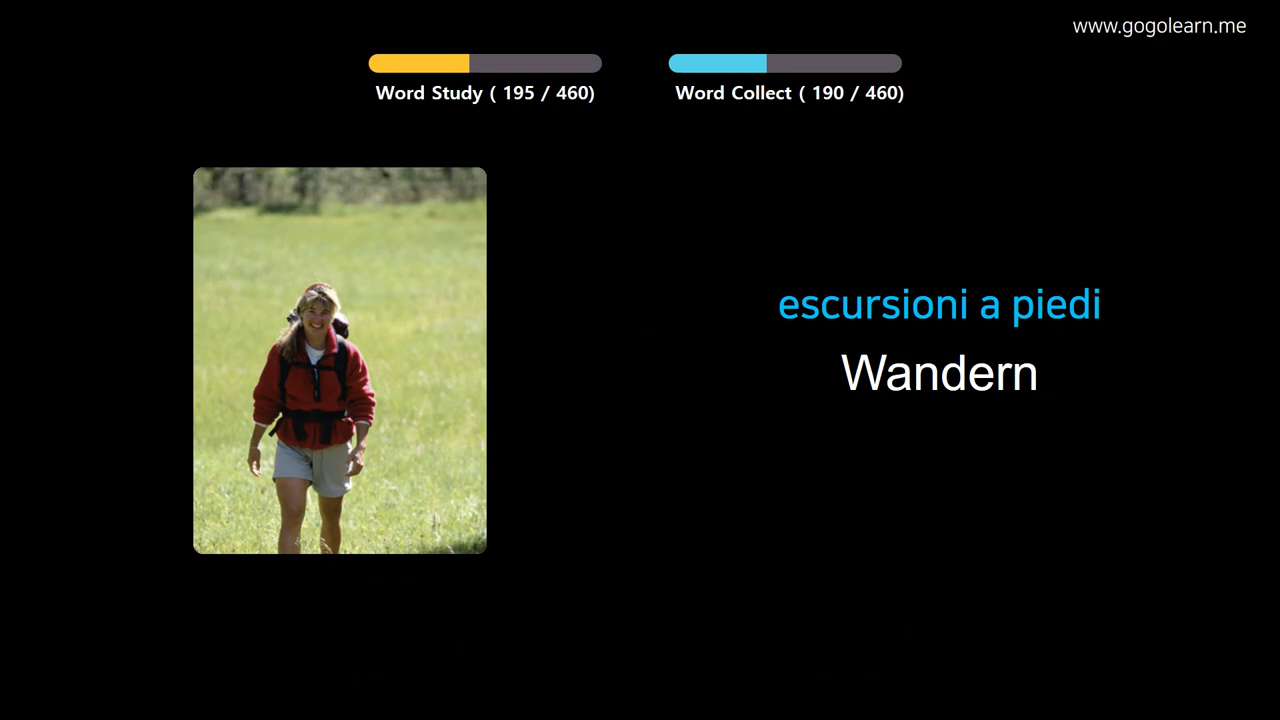 www.gogolearn.me
Word Study ( 195 / 460)
Word Collect ( 190 / 460)
escursioni a piedi
Wandern